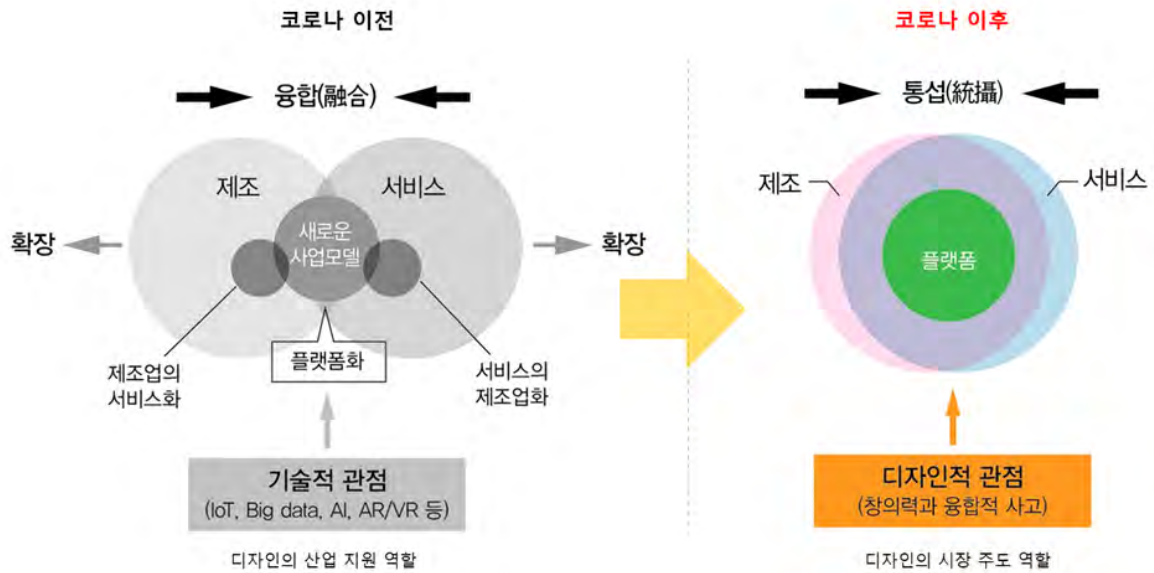 코로나 이전
융합(融合)
제조
서비스
확장
새로운
사업모델
확장
플랫폼화
제조업의
서비스화
서비스의
제조업화
기술적 관점
(IoT, Big data, AI, AR/VR 등)
디자인의 산업 지원 역할
코로나 이후
통섭(統攝)
제조
서비스
플랫폼
디자인적 관점
(창의력과 융합적 사고)
디자인의 시장 주도 역할